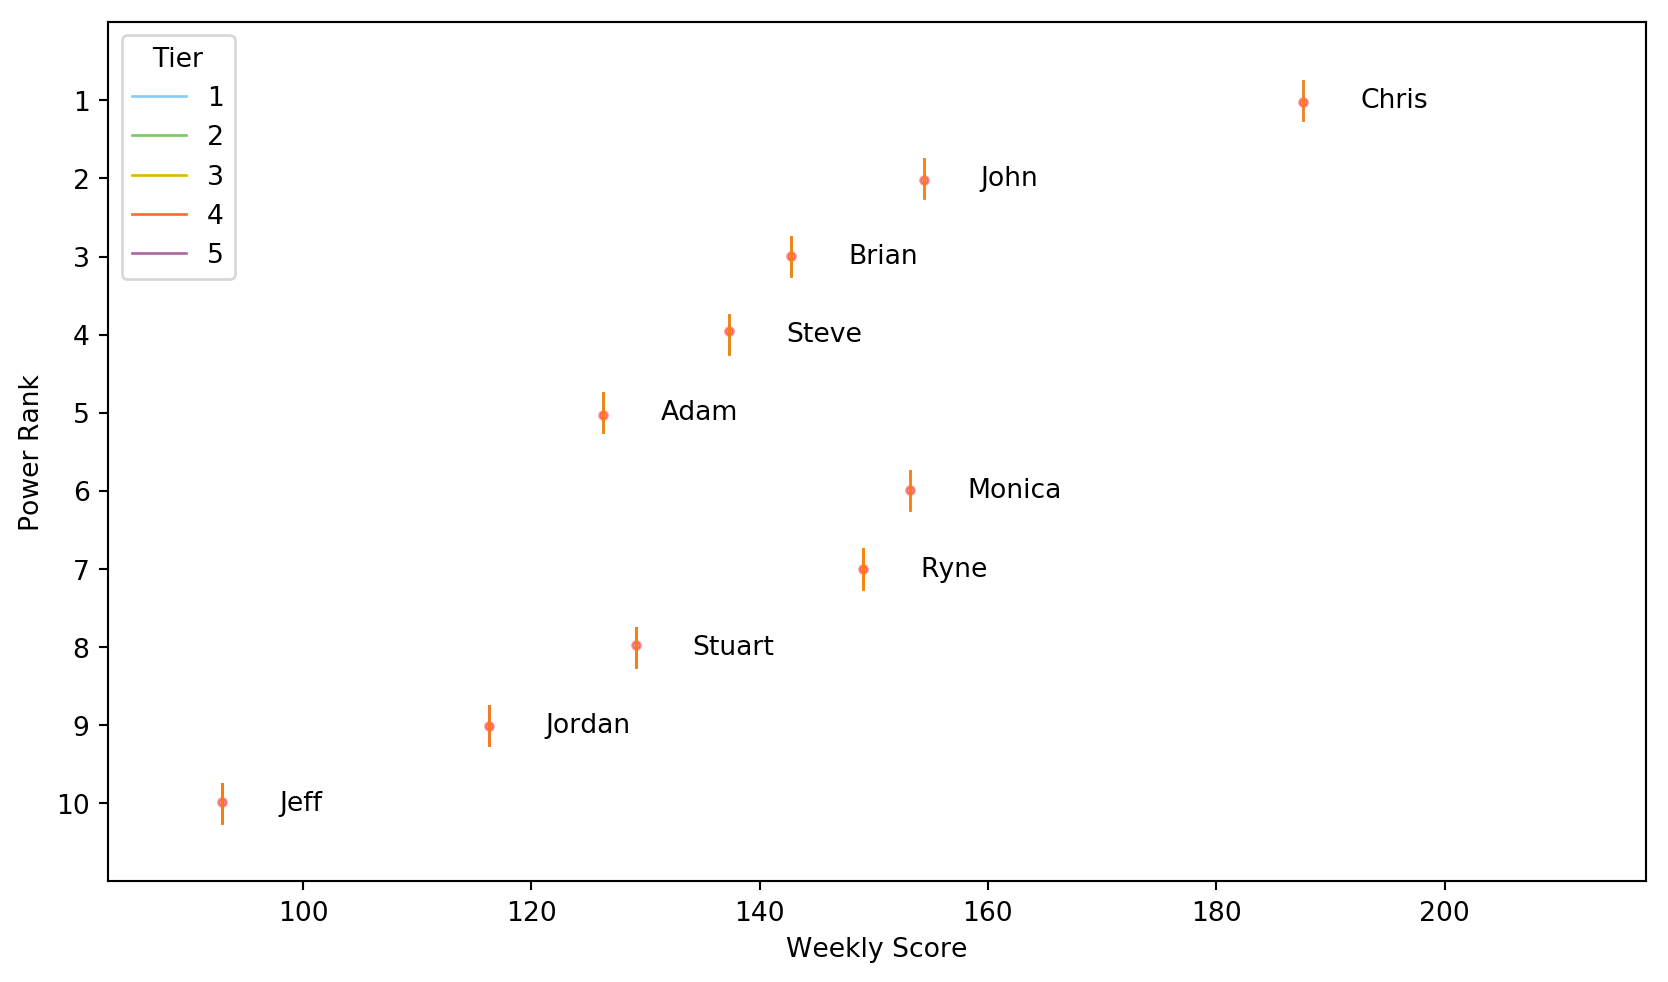 Tier
1
2
3
4
5
Chris
John
Brian
Steve
Adam
Monica
Ryne
Stuart
Jordan
Jeff
Power Rank
1
2
3
4
5
6
7
8
9
10
100 120 140 160 180 200
Weekly Score